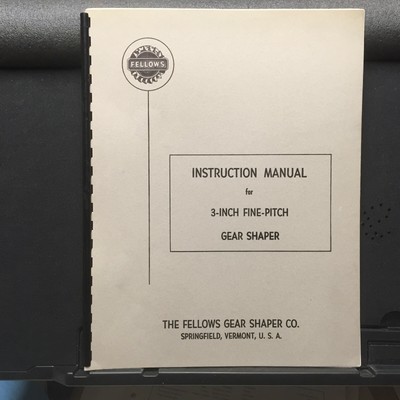 FELLOWS
INSTRUCTION MANUAL
for
3-INCH FINE-PITCH
GEAR SHAPER
THE FELLOWS GEAR SHAPER CO.
SPRINGFIELD, VERMONT, U. S. A.